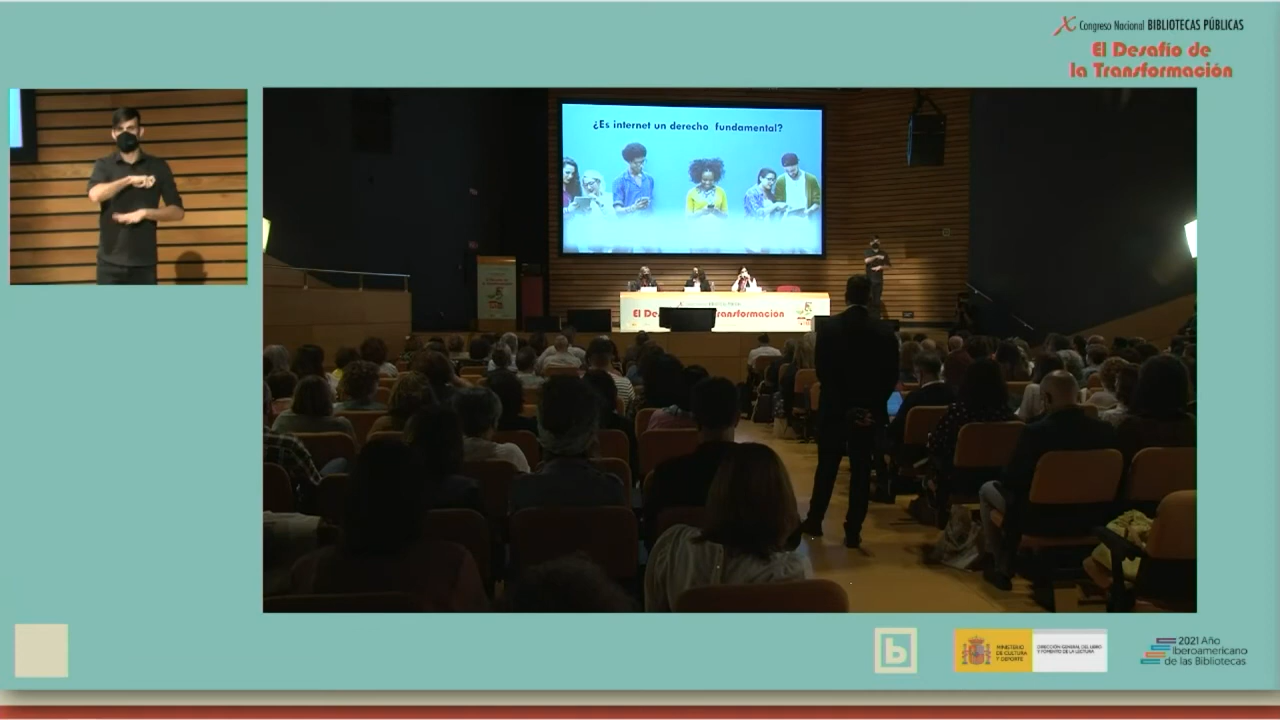 X Congreso Nacional BIBLIOTECAS PÚBLICAS
El Desafío de
la Transformación
¿Es internet un derecho fundamental?
El De
ransformación
b
MINISTERIO
DE CULTURA
Y DEPORTE
DIRECCIÓN GENERAL DEL LIBRO
Y FOMENTO DE LA LECTURA
2021 Año
Iberoamericano
de las Bibliotecas